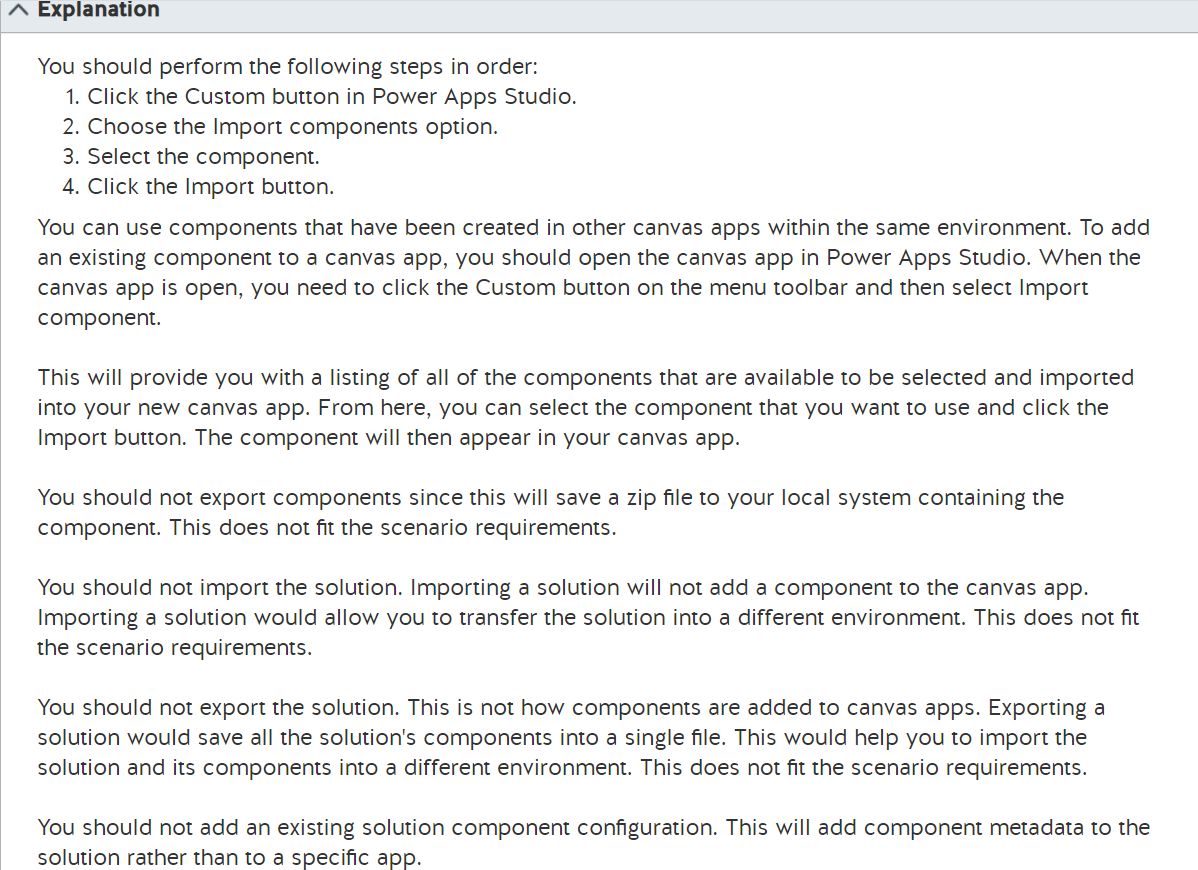 Explanation
You should perform the following steps in order:
1. Click the Custom button in Power Apps Studio.
2. Choose the Import components option.
3. Select the component.
4. Click the Import button.
You can use components that have been created in other canvas apps within the same environment. To add
an existing component to a canvas app, you should open the canvas app in Power Apps Studio. When the
canvas app is open, you need to click the Custom button on the menu toolbar and then select Import
component.
This will provide you with a listing of all of the components that are available to be selected and imported
into your new canvas app. From here, you can select the component that you want to use and click the
Import button. The component will then appear in your canvas app.
You should not export components since this will save a zip file to your local system containing the
component. This does not fit the scenario requirements.
You should not import the solution. Importing a solution will not add a component to the canvas app.
Importing a solution would allow you to transfer the solution into a different environment. This does not fit
the scenario requirements.
You should not export the solution. This is not how components are added to canvas apps. Exporting a
solution would save all the solution's components into a single file. This would help you to import the
solution and its components into a different environment. This does not fit the scenario requirements.
You should not add an existing solution component configuration. This will add component metadata to the
solution rather than to a specific app.